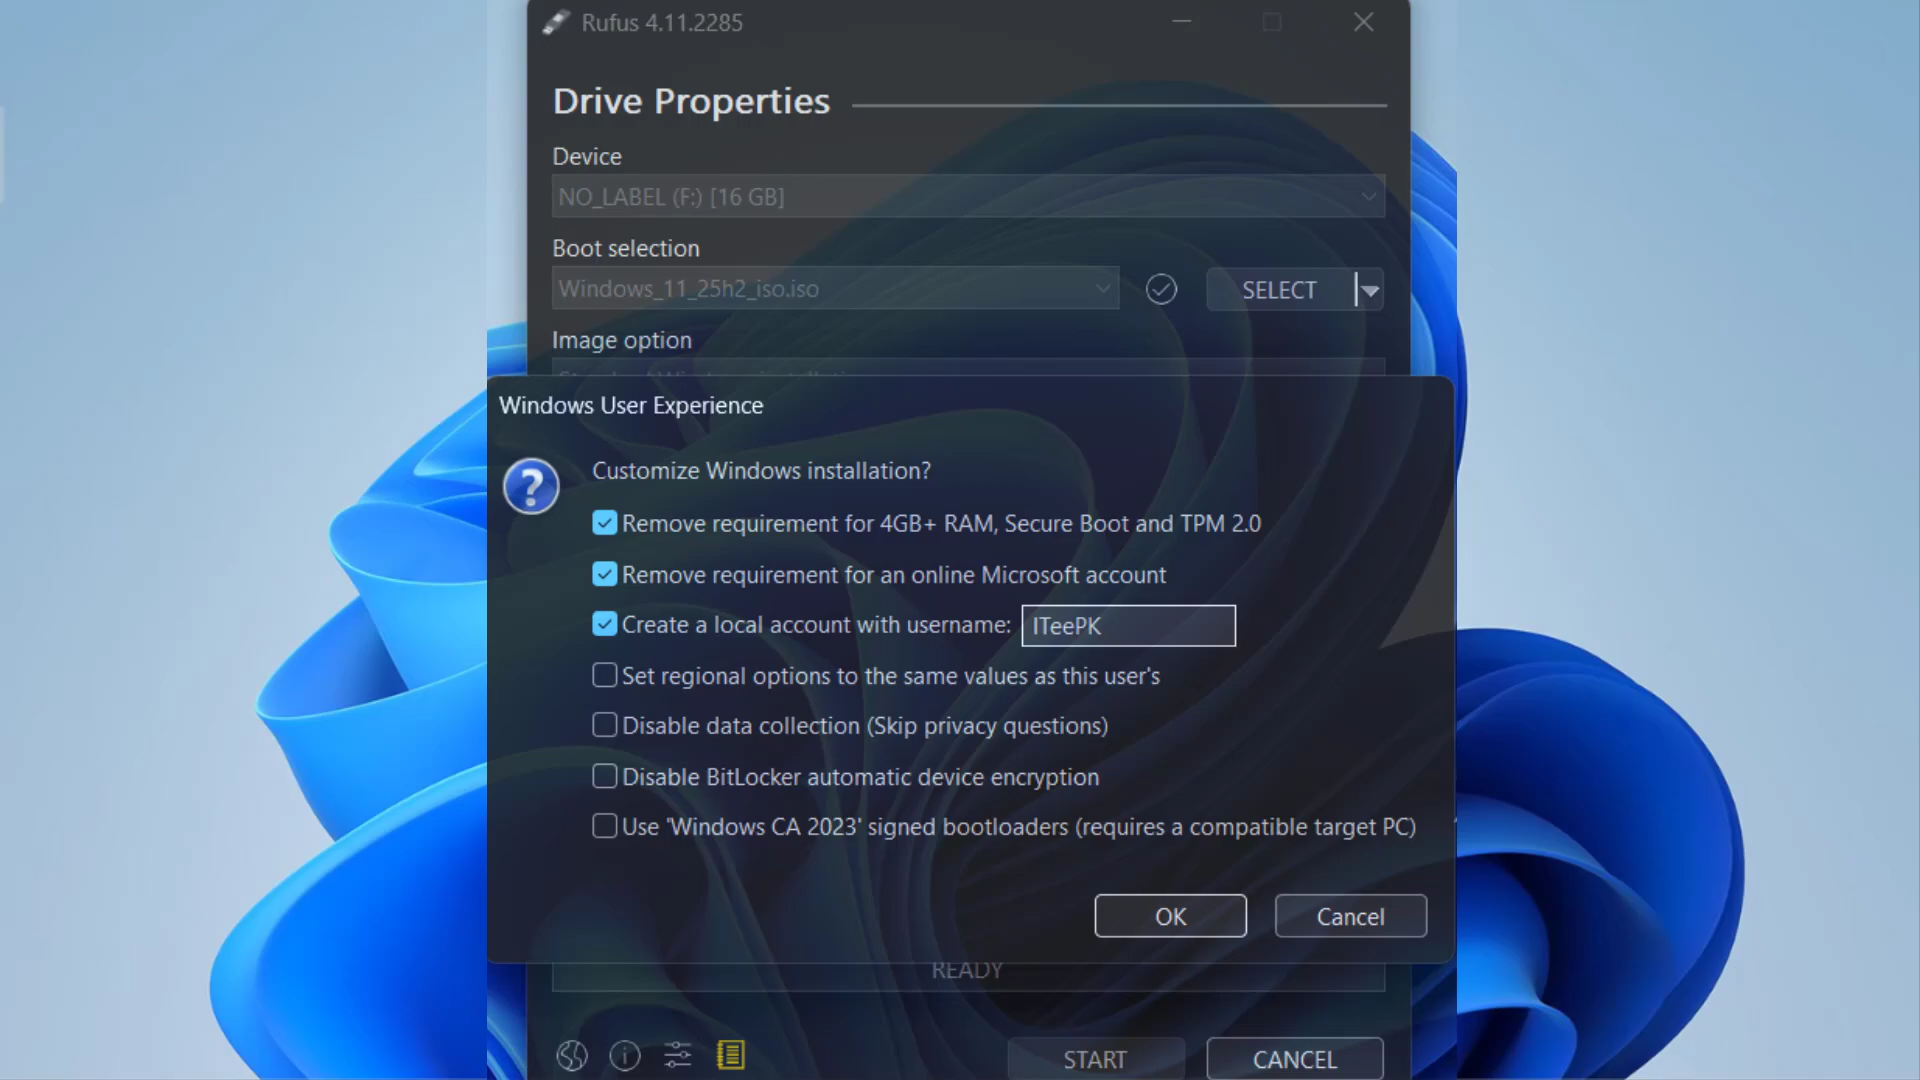 Rufus 4.11.2285
Drive Properties
Device
NO_LABEL (F:) [16 GB]
Boot selection
Windows_11_25h2_iso.iso
SELECT
Image option
Windows User Experience
Customize Windows installation?
Remove requirement for 4GB+ RAM, Secure Boot and TPM 2.0
Remove requirement for an online Microsoft account
Create a local account with username: ITeePK
Set regional options to the same values as this user's
Disable data collection (Skip privacy questions)
Disable BitLocker automatic device encryption
Use 'Windows CA 2023' signed bootloaders (requires a compatible target PC)
OK Cancel
READY
START CANCEL